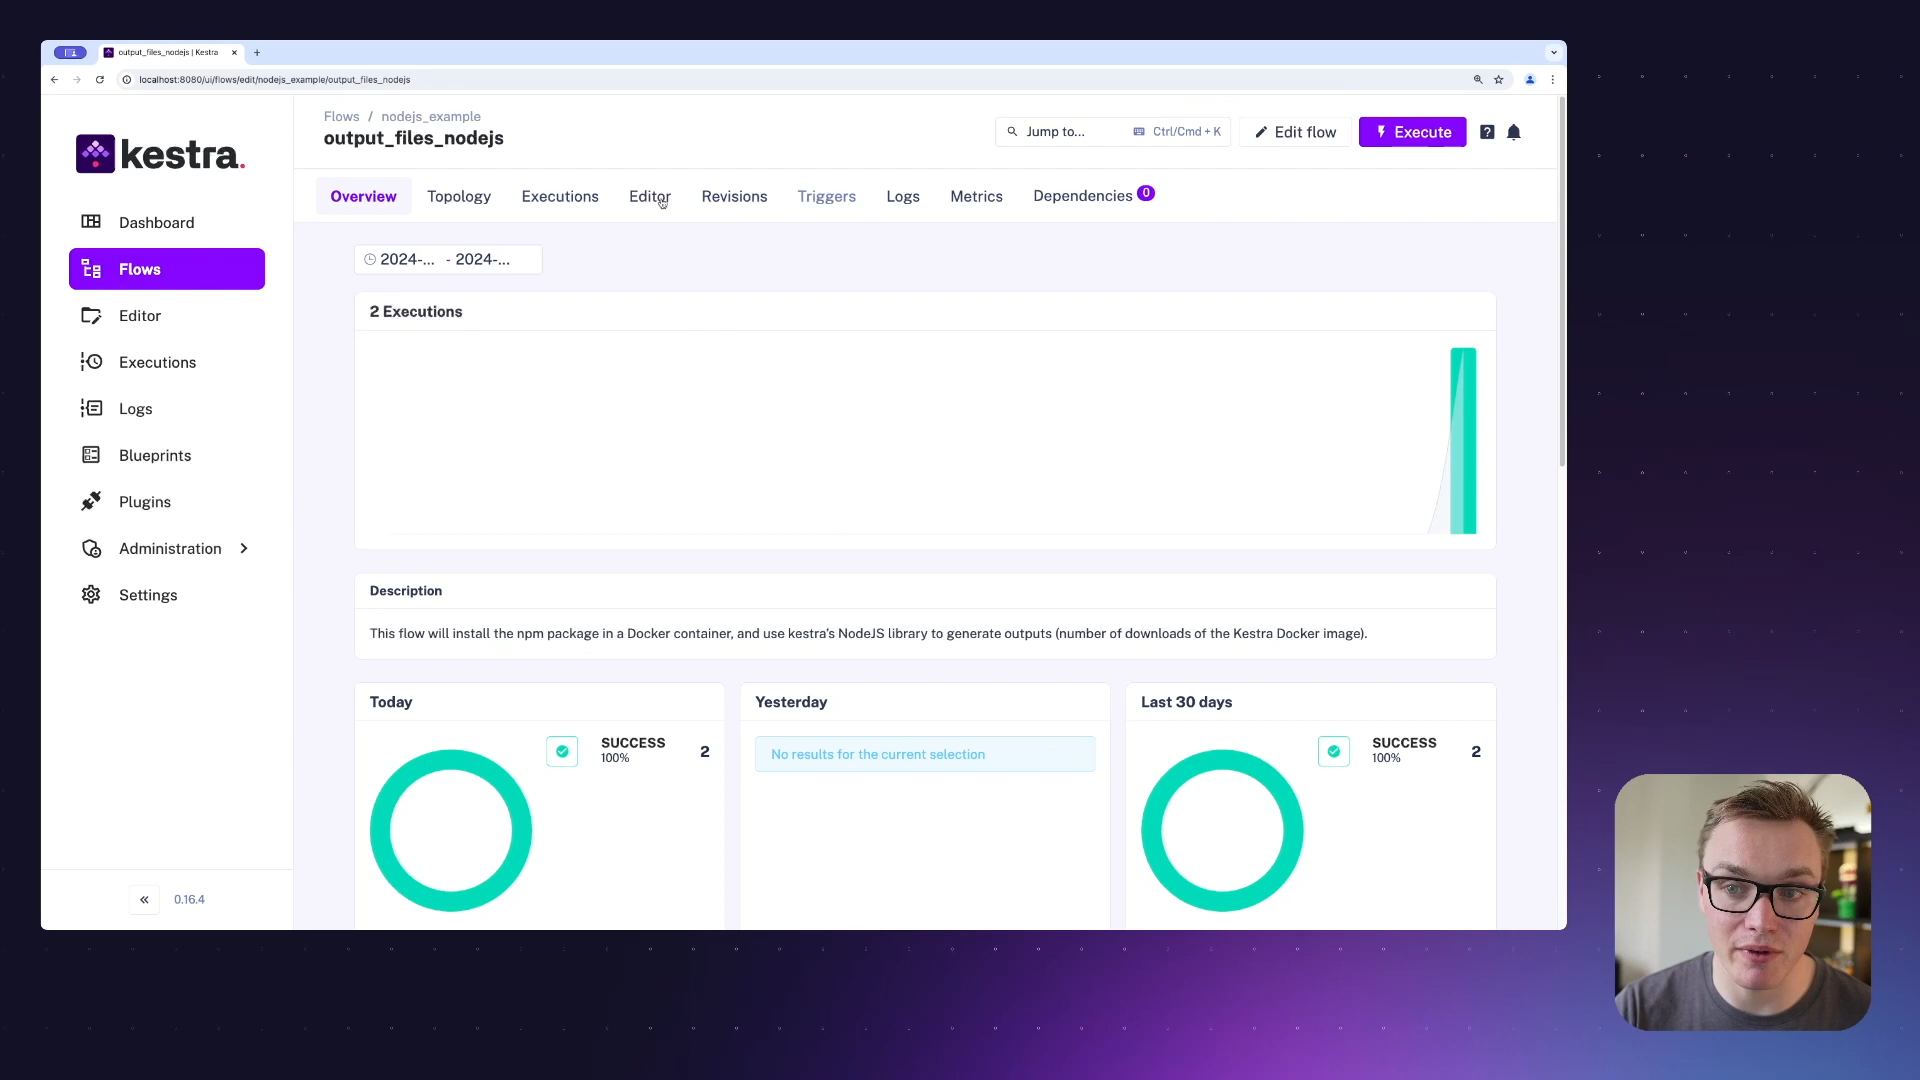 output_files_nodejs | Kestra
localhost:8080/ui/flows/edit/nodejs_example/output_files_nodejs
kestra.
Dashboard
Flows
Editor
Executions
Logs
Blueprints
Plugins
Administration
Settings
0.16.4
Flows / nodejs_example
output_files_nodejs
Jump to... Ctrl/Cmd + K
Edit flow
Execute
Overview Topology Executions Editor Revisions Triggers Logs Metrics Dependencies 0
2024-... - 2024-...
2 Executions
Description
This flow will install the npm package in a Docker container, and use kestra's NodeJS library to generate outputs (number of downloads of the Kestra Docker image).
Today
SUCCESS 2
100%
Yesterday
No results for the current selection
Last 30 days
SUCCESS 2
100%